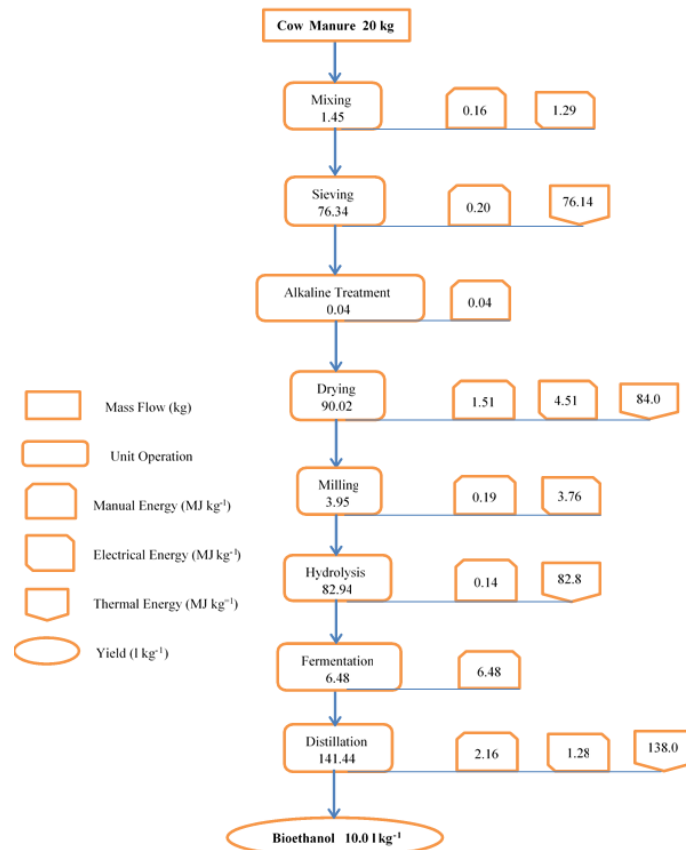 Cow Manure 20 kg
Mixing
1.45
0.16
1.29
Sieving
76.34
0.20
76.14
Alkaline Treatment
0.04
0.04
Drying
90.02
1.51
4.51
84.0
Milling
3.95
0.19
3.76
Hydrolysis
82.94
0.14
82.8
Fermentation
6.48
6.48
Distillation
141.44
2.16
1.28
138.0
Bioethanol 10.0 l kg⁻¹
Mass Flow (kg)
Unit Operation
Manual Energy (MJ kg⁻¹)
Electrical Energy (MJ kg⁻¹)
Thermal Energy (MJ kg⁻¹)
Yield (l kg⁻¹)